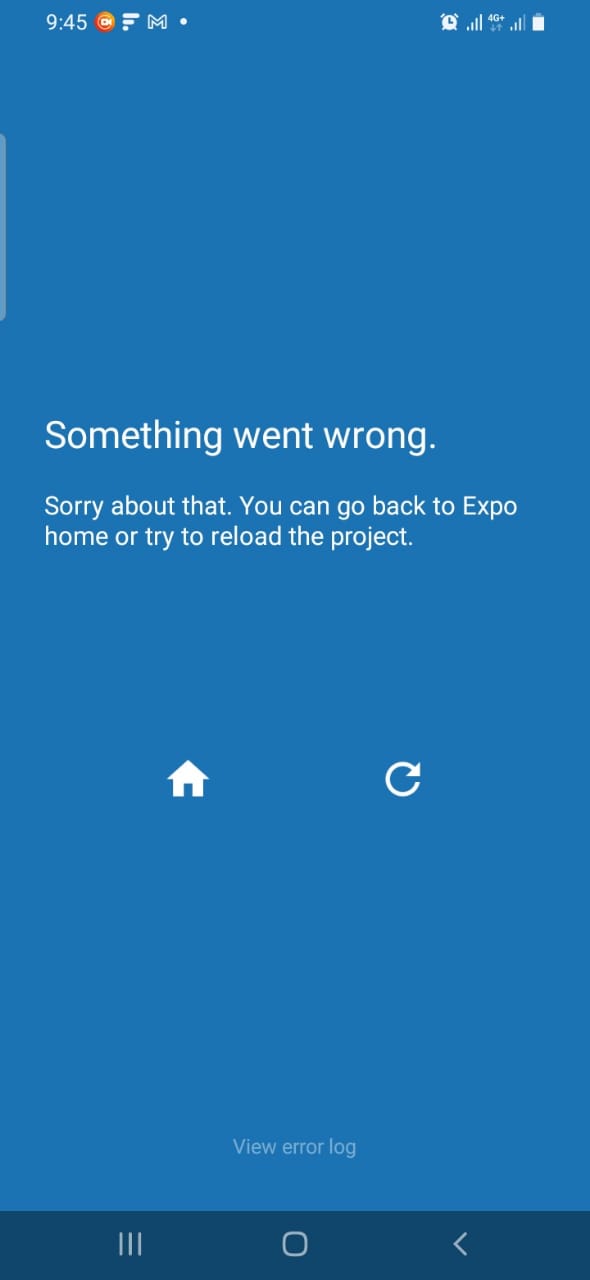 9:45
4G+
Something went wrong.
Sorry about that. You can go back to Expo
home or try to reload the project.
View error log